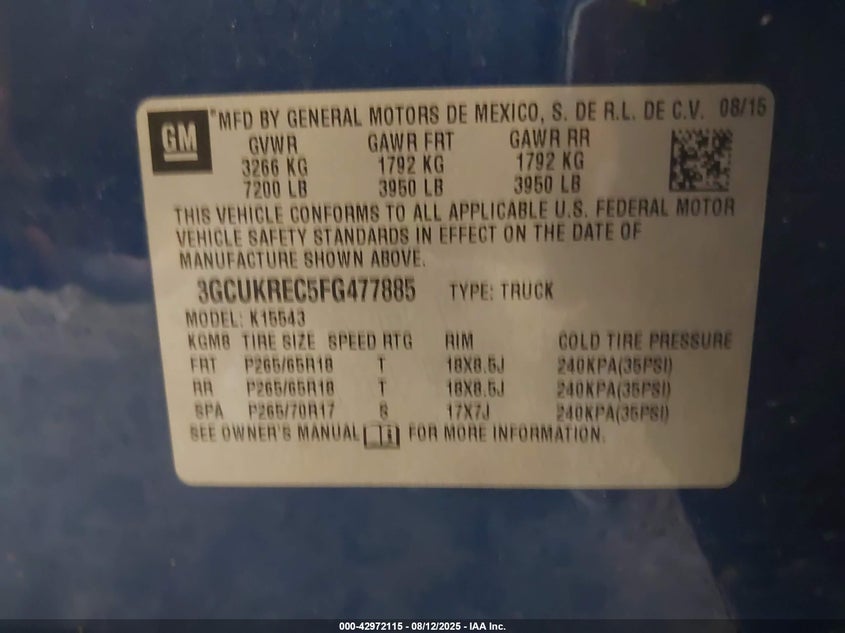 GM
MFD BY GENERAL MOTORS DE MEXICO, S. DE R.L. DE C.V. 08/15
GVWR GAWR FRT GAWR RR
3266 KG 1792 KG 1792 KG
7200 LB 3950 LB 3950 LB
THIS VEHICLE CONFORMS TO ALL APPLICABLE U.S. FEDERAL MOTOR
VEHICLE SAFETY STANDARDS IN EFFECT ON THE DATE OF
MANUFACTURE SHOWN ABOVE.
3GCUKREC5FG477885 TYPE: TRUCK
MODEL: K15543
KGM8 TIRE SIZE SPEED RTG RIM COLD TIRE PRESSURE
FRT P265/65R18 T 18X8.5J 240KPA(35PSI)
RR P265/65R18 T 18X8.5J 240KPA(35PSI)
SPA P265/70R17 S 17X7J 240KPA(35PSI)
SEE OWNER'S MANUAL FOR MORE INFORMATION.
000-42972115 - 08/12/2025 - IAA Inc.